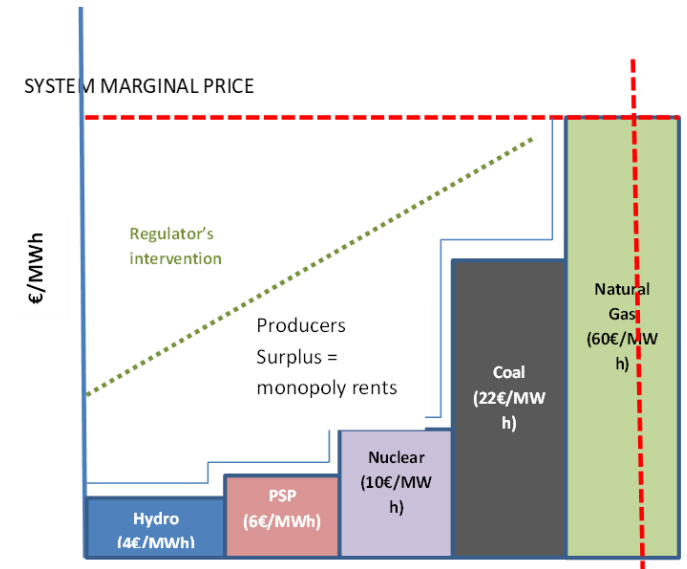 SYSTEM MARGINAL PRICE
€/MWh
Regulator's
intervention
Producers
Surplus =
monopoly rents
Hydro
(4€/MWh)
PSP
(6€/MWh)
Nuclear
(10€/MW
h)
Coal
(22€/MW
h)
Natural
Gas
(60€/MW
h)